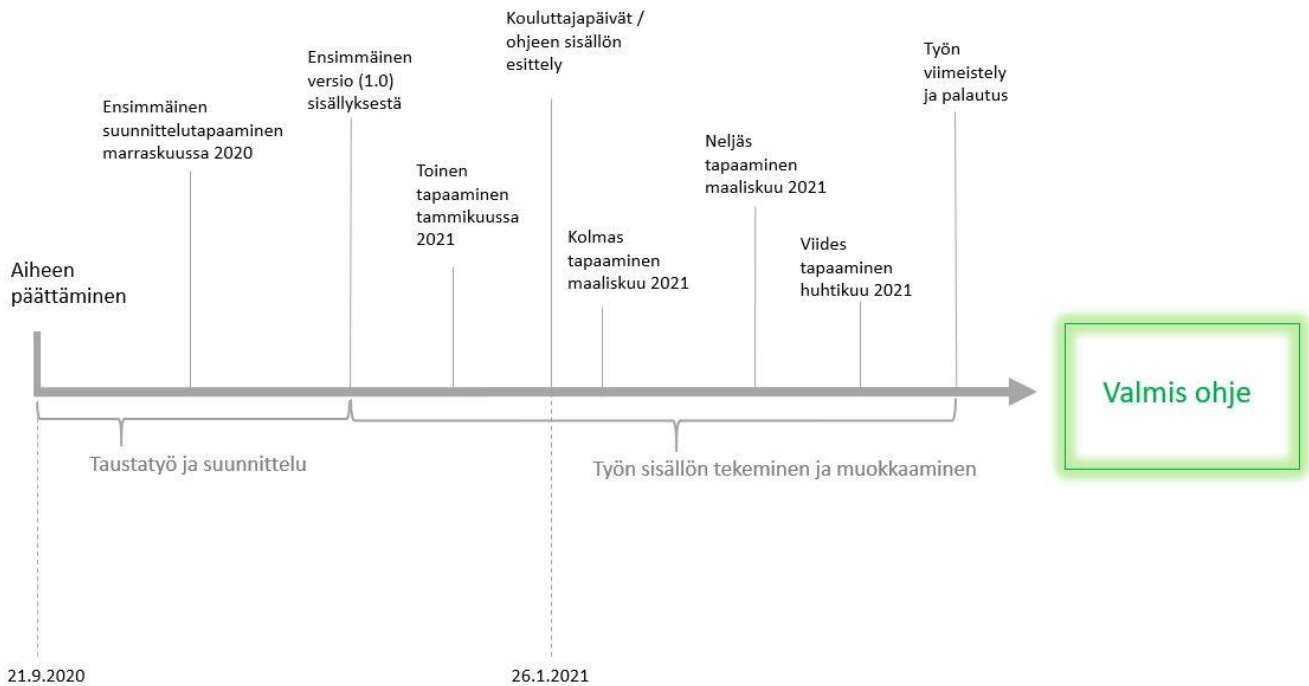 Aiheen
päättäminen
Ensimmäinen
suunnittelutapaaminen
marraskuussa 2020
Ensimmäinen
versio (1.0)
sisällyksestä
Toinen
tapaaminen
tammikuussa
2021
Kouluttajapäivät /
ohjeen sisällön
esittely
Kolmas
tapaaminen
maaliskuu 2021
Neljäs
tapaaminen
maaliskuu 2021
Viides
tapaaminen
huhtikuu 2021
Työn
viimeistely
ja palautus
Valmis ohje
Taustatyö ja suunnittelu
Työn sisällön tekeminen ja muokkaaminen
21.9.2020
26.1.2021